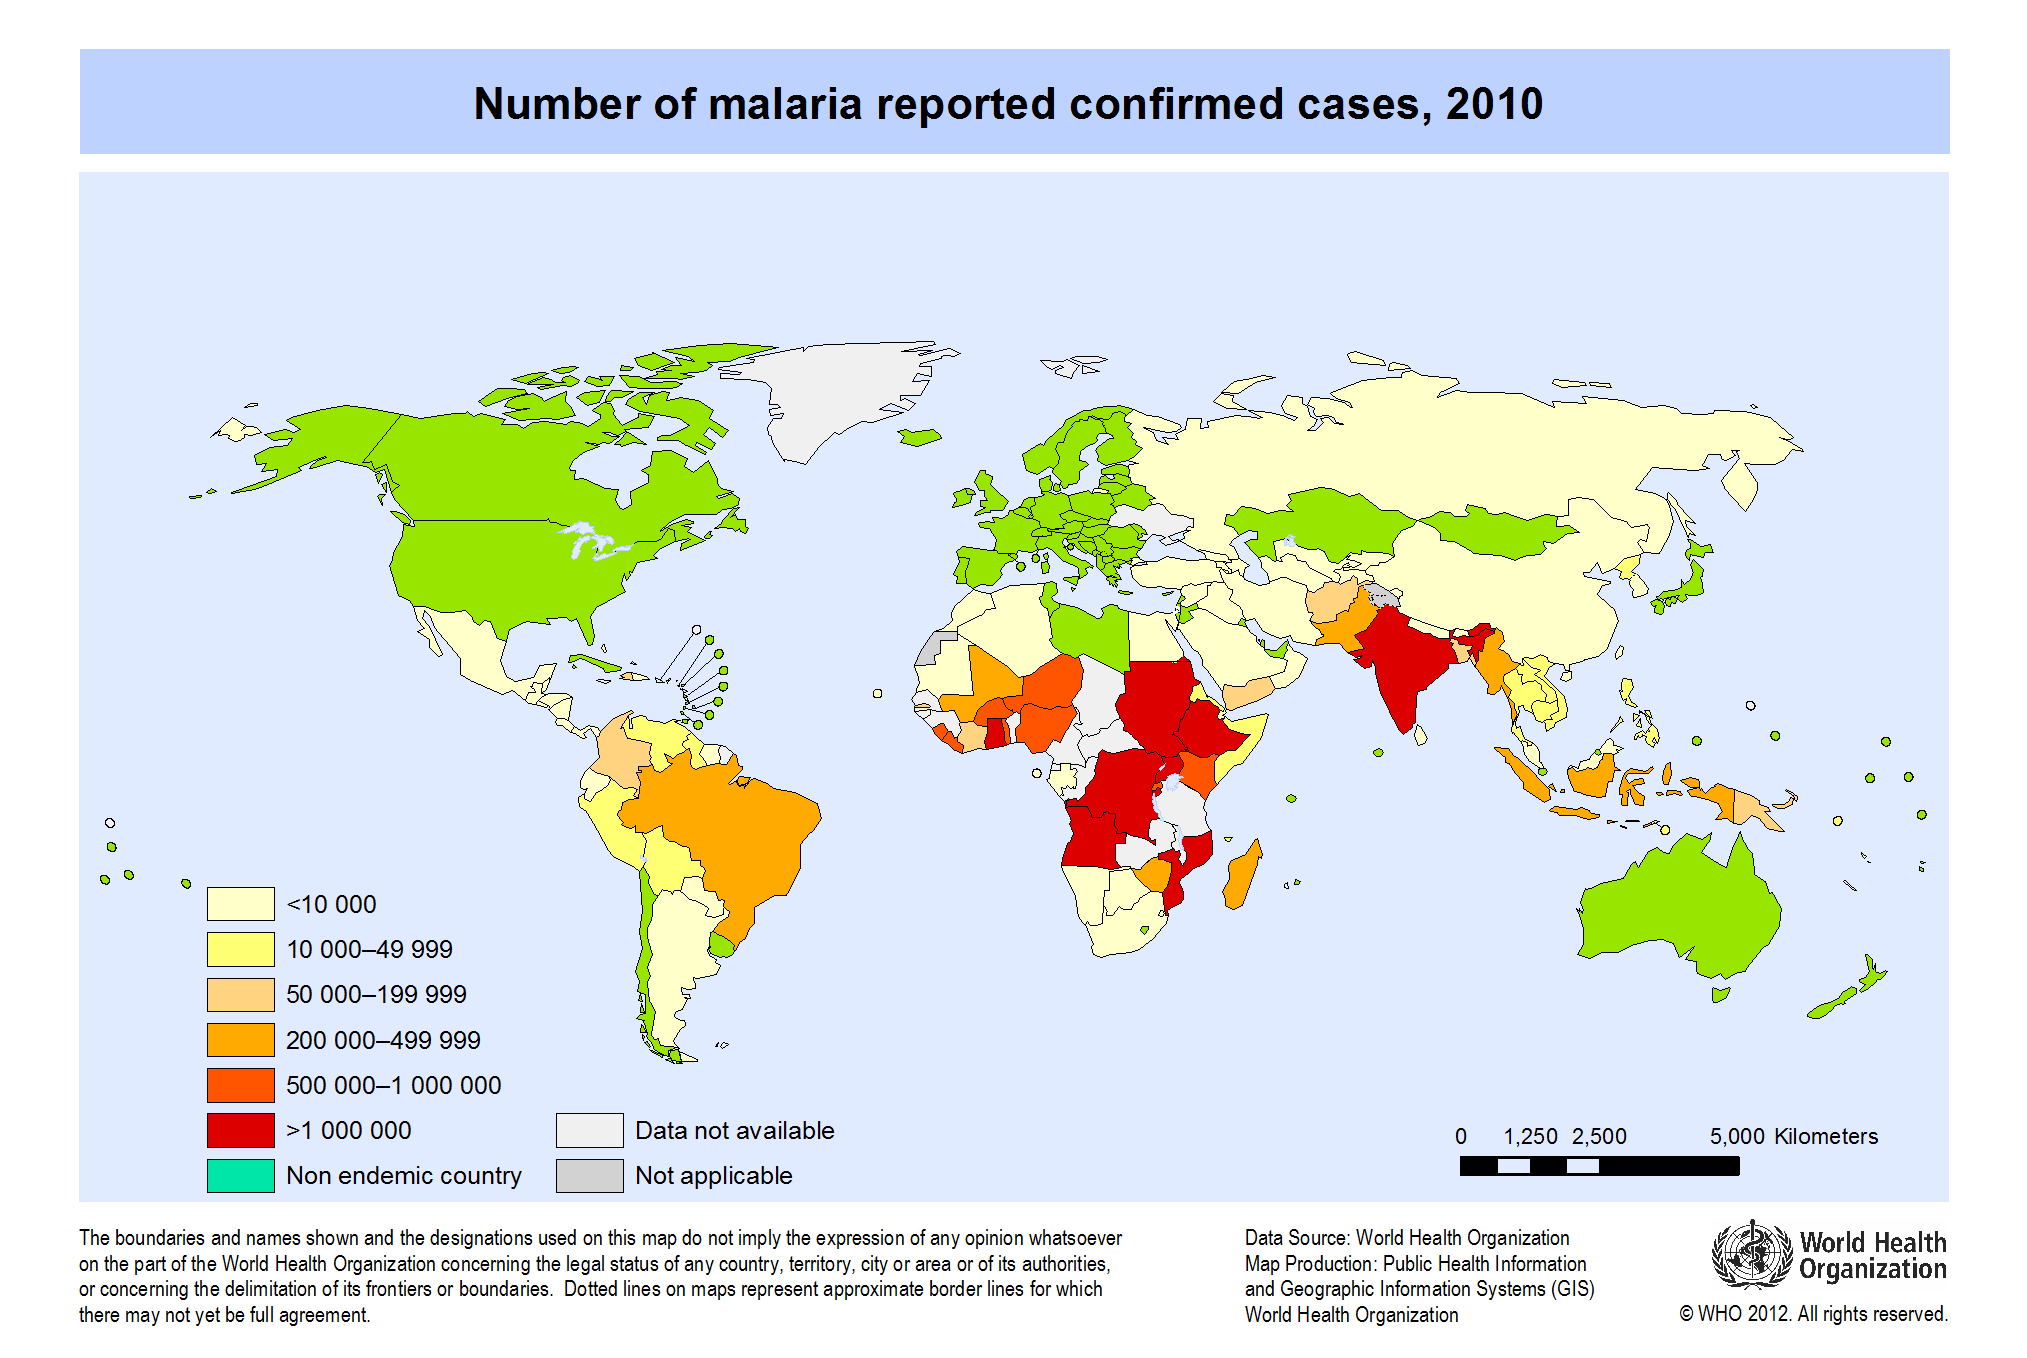 Number of malaria reported confirmed cases, 2010
<10 000
10 000–49 999
50 000–199 999
200 000–499 999
500 000–1 000 000
>1 000 000
Non endemic country
Data not available
Not applicable
0 1,250 2,500 5,000 Kilometers
The boundaries and names shown and the designations used on this map do not imply the expression of any opinion whatsoever
on the part of the World Health Organization concerning the legal status of any country, territory, city or area or of its authorities,
or concerning the delimitation of its frontiers or boundaries. Dotted lines on maps represent approximate border lines for which
there may not yet be full agreement.
Data Source: World Health Organization
Map Production: Public Health Information
and Geographic Information Systems (GIS)
World Health Organization
World Health
Organization
© WHO 2012. All rights reserved.